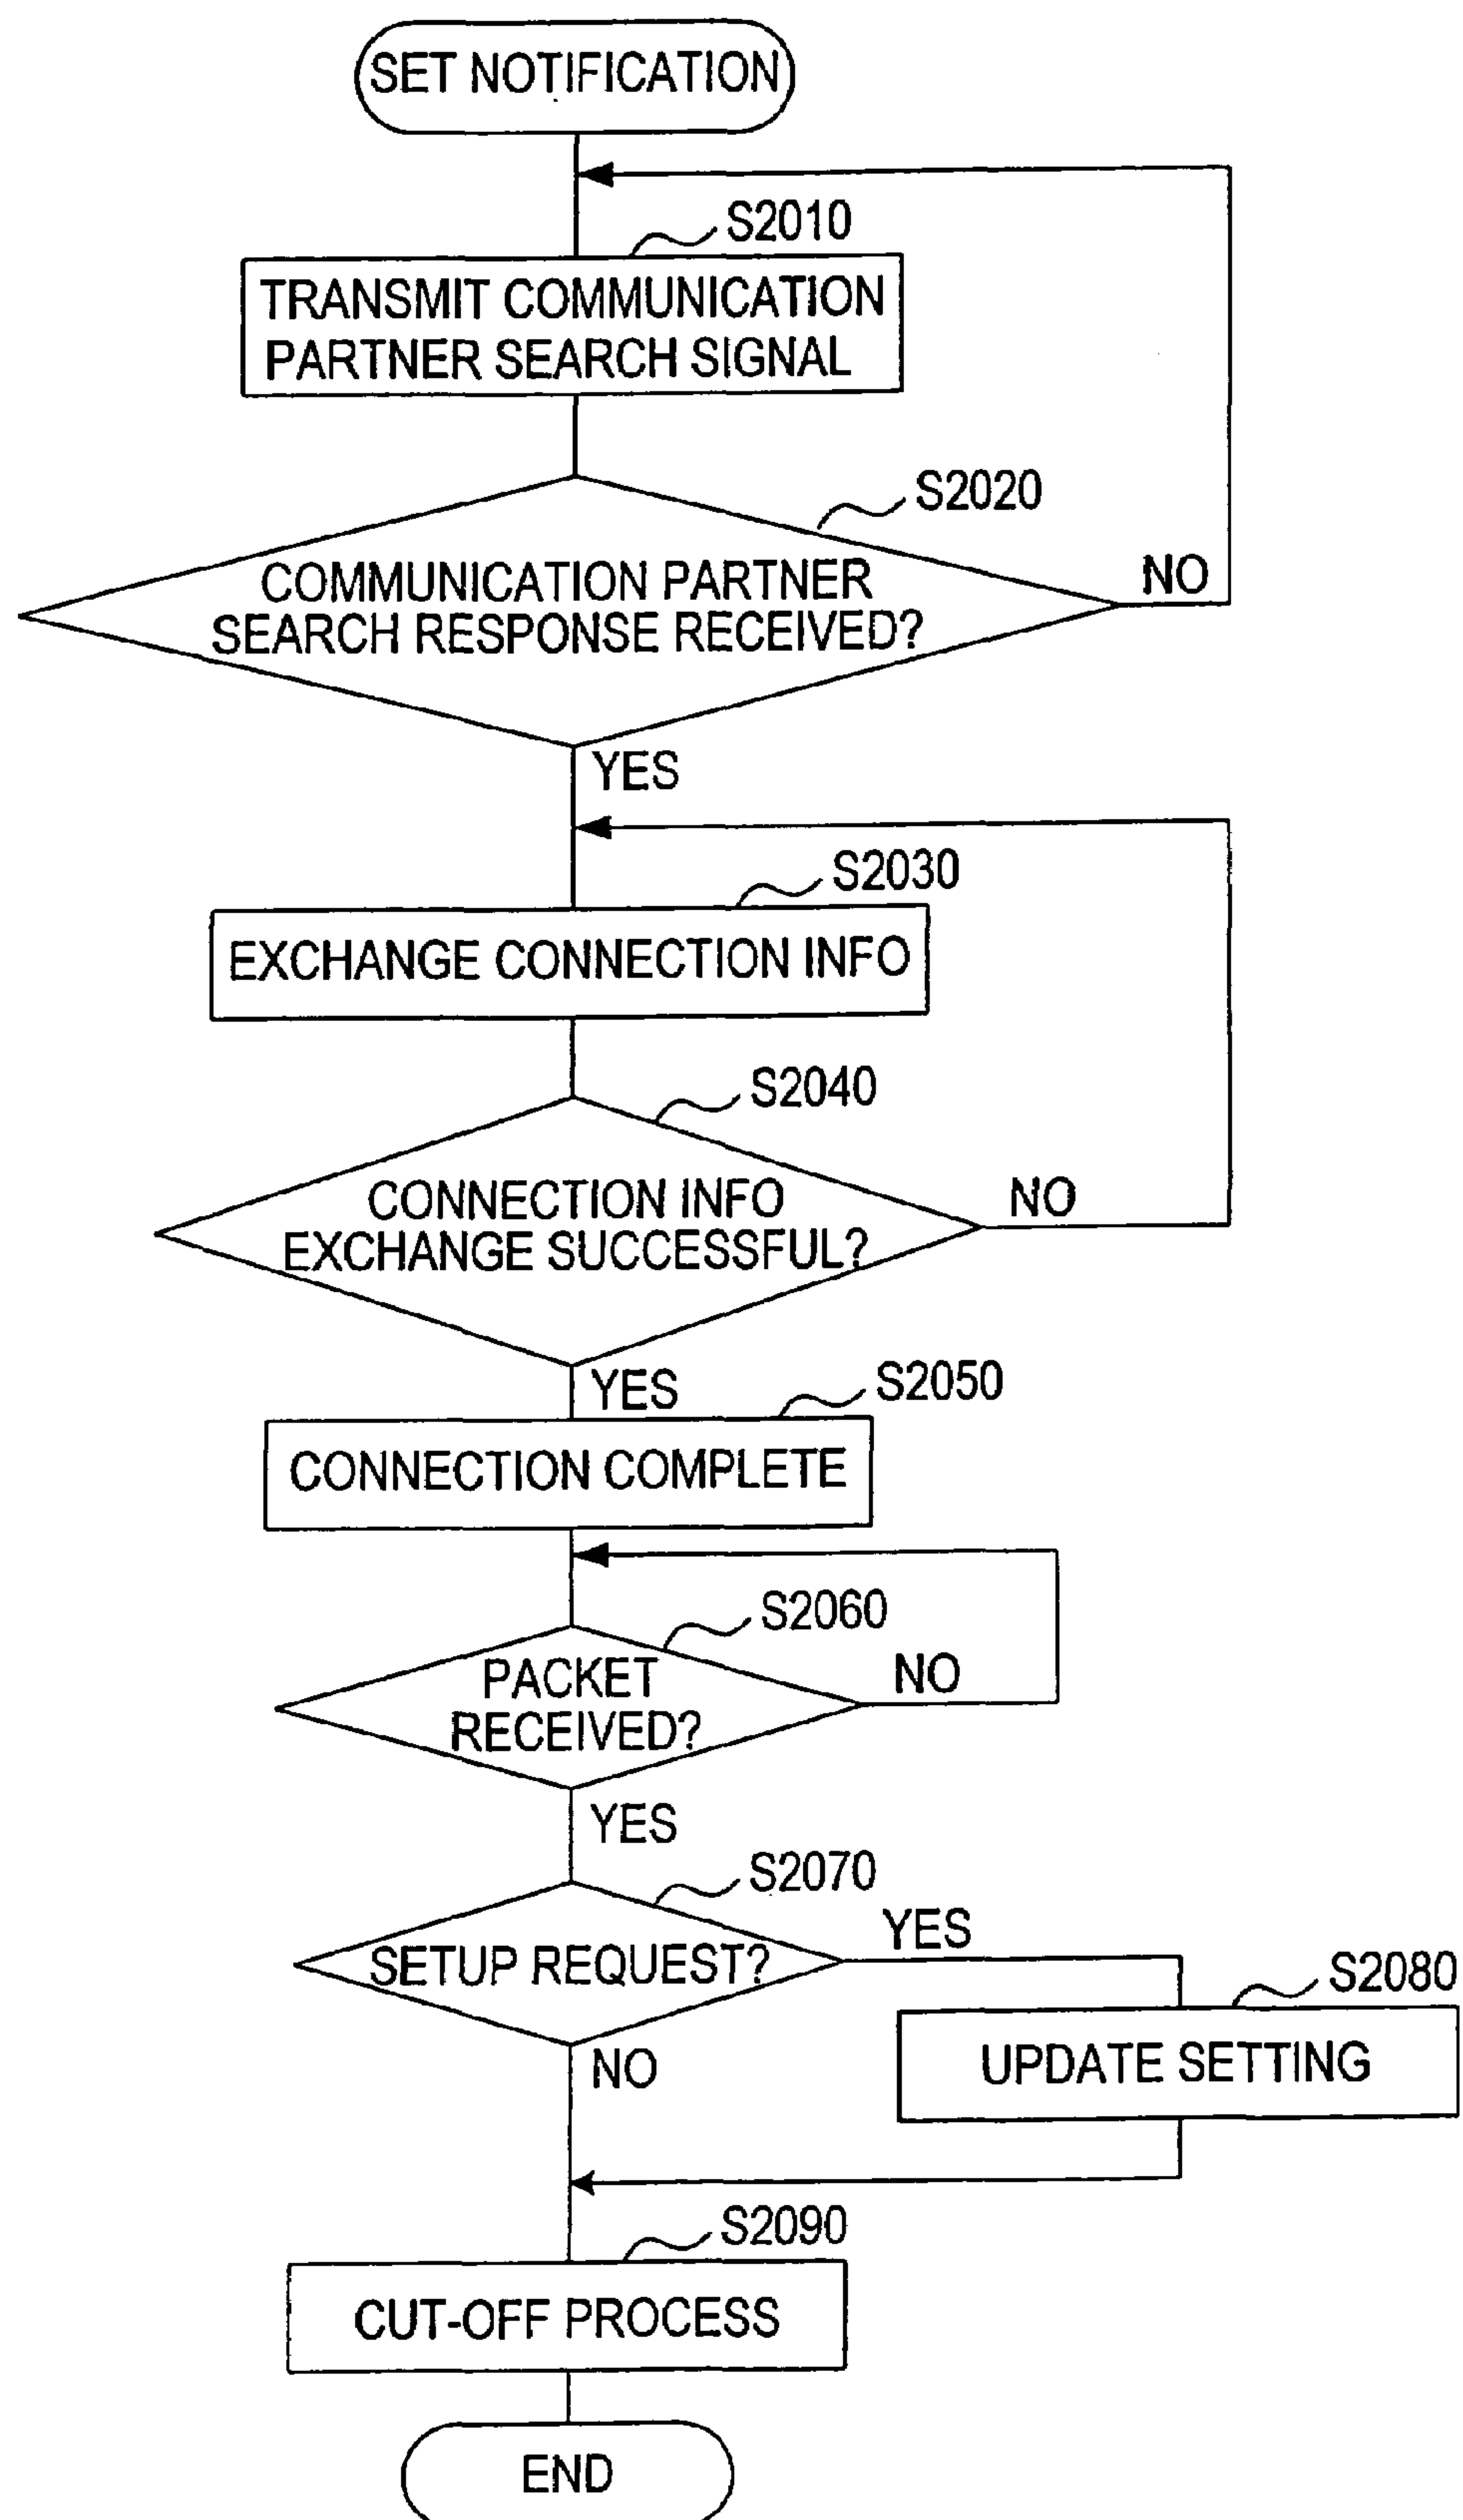 SET NOTIFICATION
S2010
TRANSMIT COMMUNICATION
PARTNER SEARCH SIGNAL
S2020
COMMUNICATION PARTNER
SEARCH RESPONSE RECEIVED?
NO
YES
S2030
EXCHANGE CONNECTION INFO
S2040
CONNECTION INFO
EXCHANGE SUCCESSFUL?
NO
YES
S2050
CONNECTION COMPLETE
S2060
PACKET
RECEIVED?
NO
YES
S2070
SETUP REQUEST?
YES
S2080
UPDATE SETTING
NO
S2090
CUT-OFF PROCESS
END